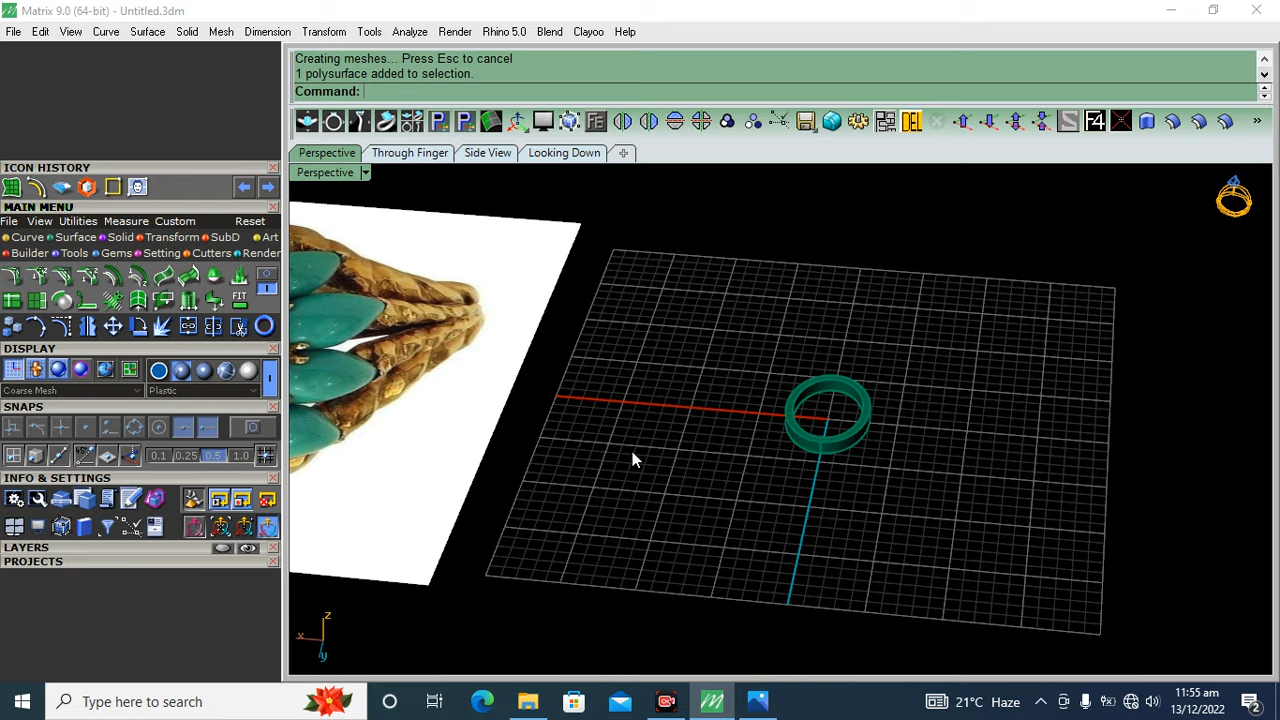 Matrix 9.0 (64-bit) - Untitled.3dm
File Edit View Curve Surface Solid Mesh Dimension Transform Tools Analyze Render Rhino 5.0 Blend Clayoo Help
Creating meshes... Press Esc to cancel
1 polysurface added to selection.
Command:
FE DEL F4
Perspective Through Finger Side View Looking Down
Perspective
ICON HISTORY
MAIN MENU
File View Utilities Measure Custom Reset
Curve Surface Solid Transform SubD Art
Builder Tools Gems Setting Cutters Render
FIT
DISPLAY
Coarse Mesh Plastic
SNAPS
0.1 0.25 0.5 1.0
INFO & SETTINGS
LAYERS
PROJECTS
z
x
y
Type here to search
21°C Haze
11:55 am
13/12/2022
2